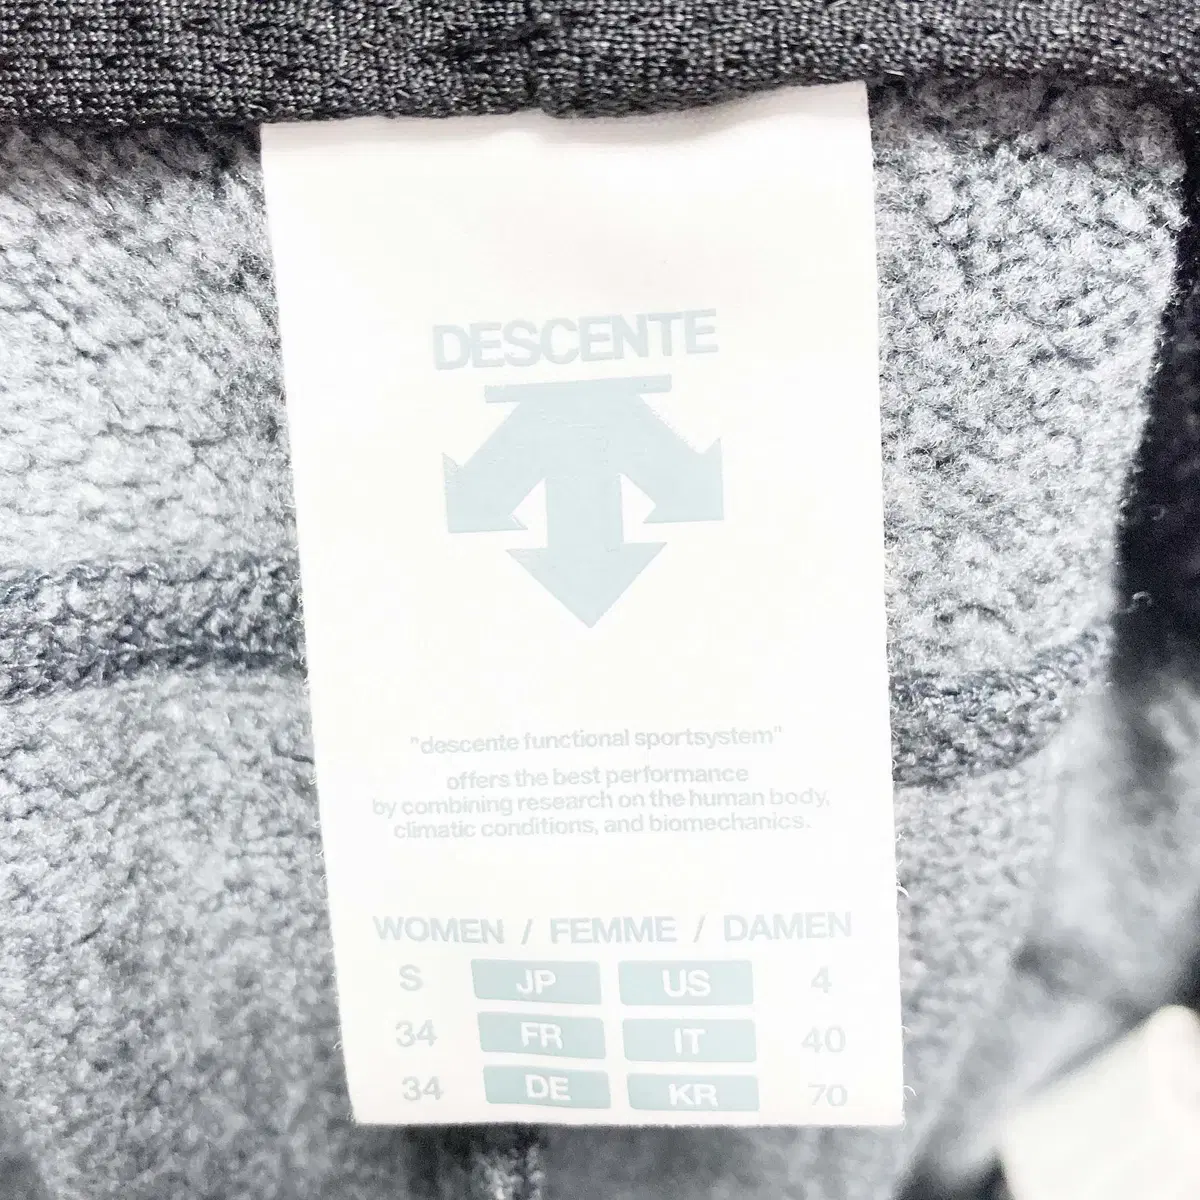 DESCENTE
"descente functional sportsystem"
offers the best performance
by combining research on the human body,
climatic conditions, and biomechanics.
WOMEN / FEMME / DAMEN
S JP US 4
34 FR IT 40
34 DE KR 70